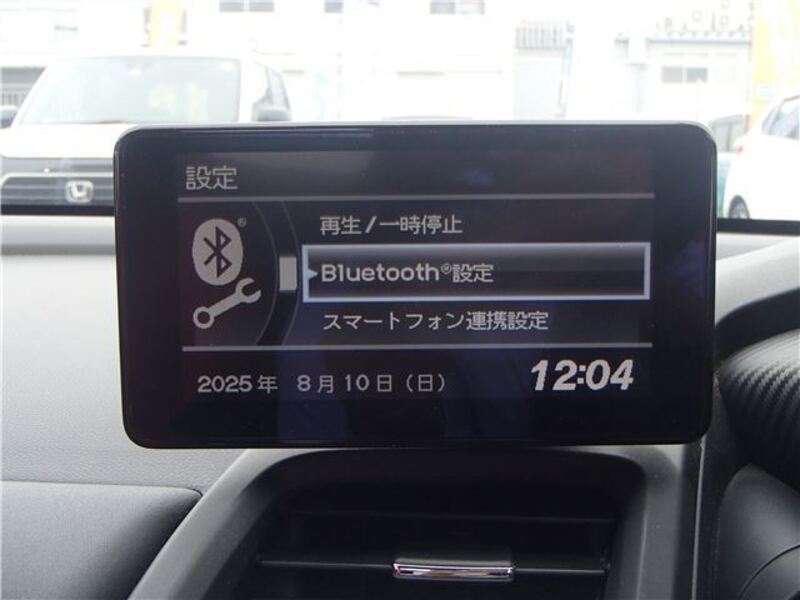 設定
再生/一時停止
Bluetooth®設定
スマートフォン連携設定
2025年 8月10日(日) 12:04